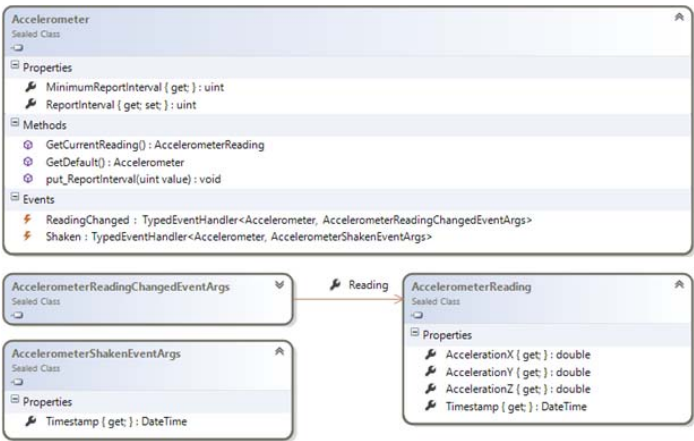 Accelerometer
Sealed Class
Properties
MinimumReportInterval { get; } : uint
ReportInterval { get; set; } : uint
Methods
GetCurrentReading() : AccelerometerReading
GetDefault() : Accelerometer
put_ReportInterval(uint value) : void
Events
ReadingChanged : TypedEventHandler<Accelerometer, AccelerometerReadingChangedEventArgs>
Shaken : TypedEventHandler<Accelerometer, AccelerometerShakenEventArgs>
AccelerometerReadingChangedEventArgs
Sealed Class
Reading
AccelerometerReading
Sealed Class
Properties
AccelerationX { get; } : double
AccelerationY { get; } : double
AccelerationZ { get; } : double
Timestamp { get; } : DateTime
AccelerometerShakenEventArgs
Sealed Class
Properties
Timestamp { get; } : DateTime